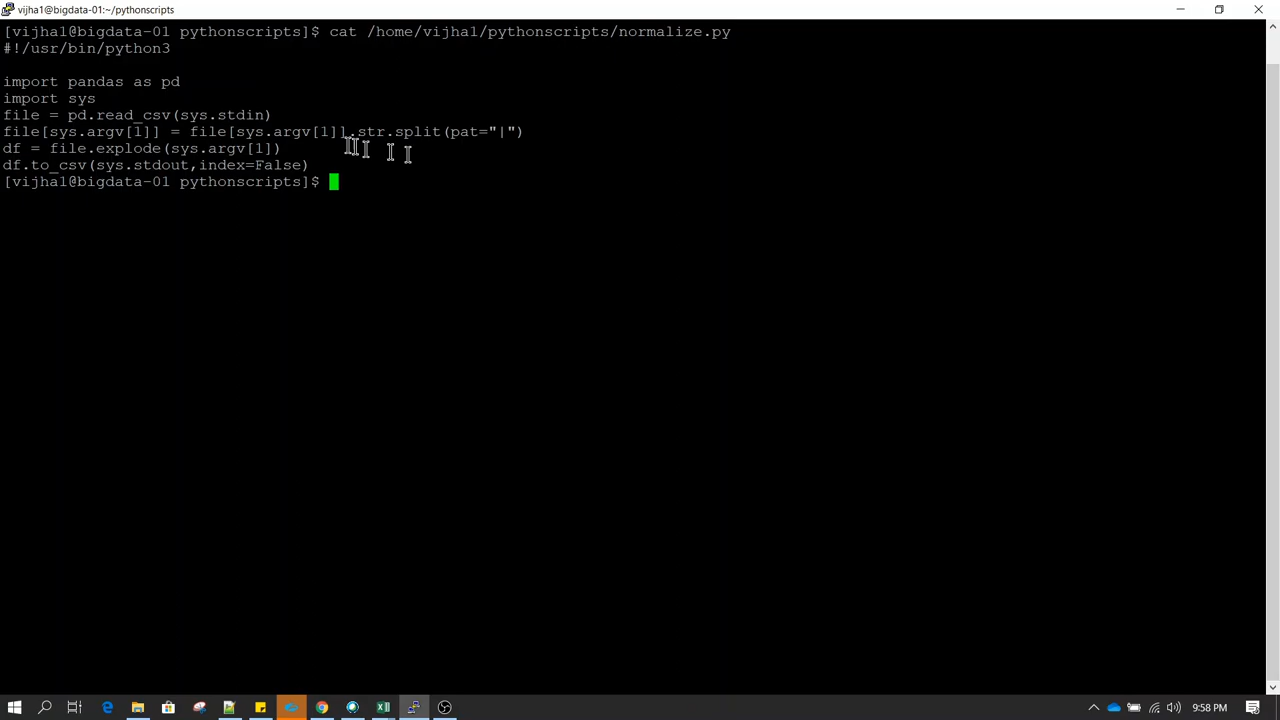 vijha1@bigdata-01:~/pythonscripts
[vijha1@bigdata-01 pythonscripts]$ cat /home/vijha1/pythonscripts/normalize.py
#!/usr/bin/python3
import pandas as pd
import sys
file = pd.read_csv(sys.stdin)
file[sys.argv[1]] = file[sys.argv[1]].str.split(pat="|")
df = file.explode(sys.argv[1])
df.to_csv(sys.stdout,index=False)
[vijha1@bigdata-01 pythonscripts]$
9:58 PM